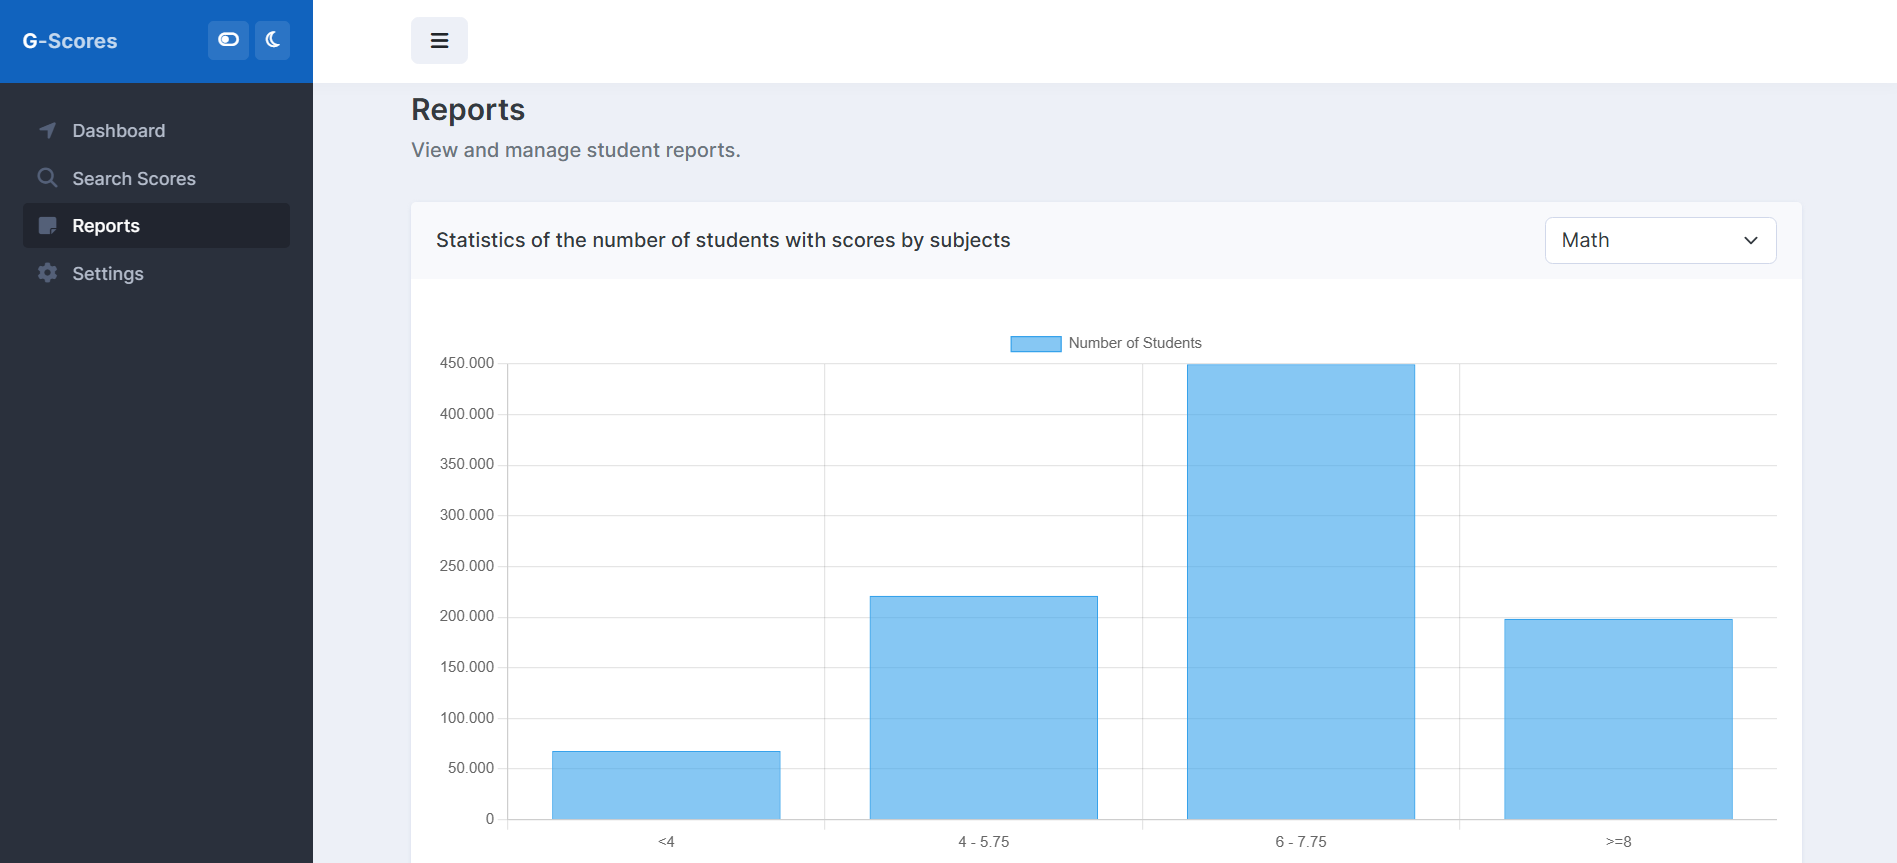 G-Scores
Dashboard
Search Scores
Reports
Settings
Reports
View and manage student reports.
Statistics of the number of students with scores by subjects
Math
Number of Students
450.000
400.000
350.000
300.000
250.000
200.000
150.000
100.000
50.000
0
<4
4 - 5.75
6 - 7.75
>=8